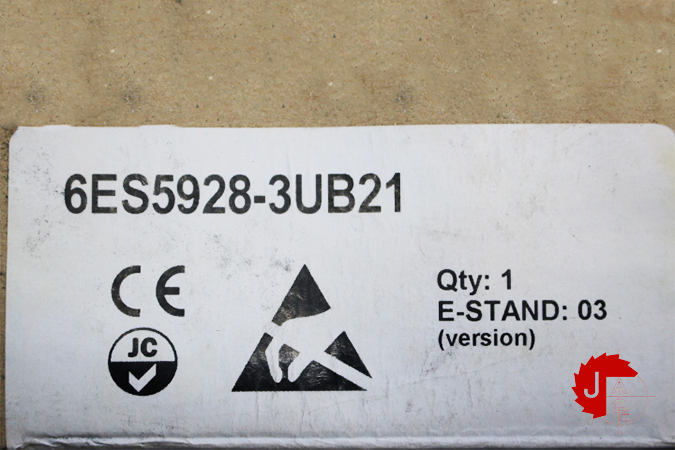 6ES5928-3UB21
CE
JC
Qty: 1
E-STAND: 03
(version)
J